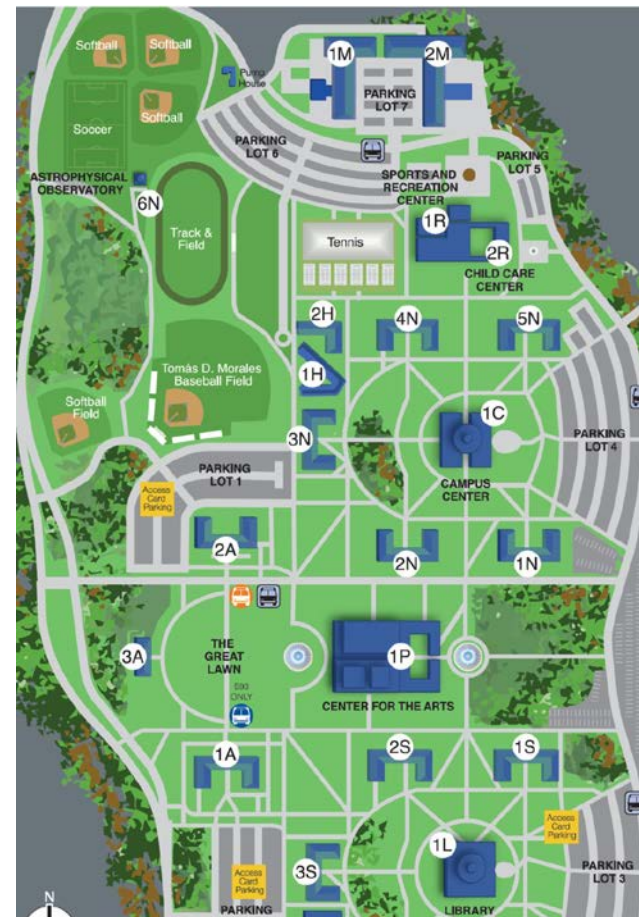 Softball
Softball
1M
2M
Pump
House
PARKING
LOT 7
Softball
Soccer
PARKING
LOT 6
PARKING
LOT 5
ASTROPHYSICAL
OBSERVATORY
SPORTS AND
RECREATION
CENTER
6N
Track &
Field
1R
Tennis
2R
CHILD CARE
CENTER
2H
4N
5N
1H
Tomás D. Morales
Baseball Field
Softball
Field
3N
1C
PARKING
LOT 4
PARKING
LOT 1
CAMPUS
CENTER
Access
Card
Parking
2A
2N
1N
3A
THE
GREAT
LAWN
1P
S93
ONLY
CENTER FOR THE ARTS
1A
2S
1S
Access
Card
Parking
1L
3S
Access
Card
Parking
PARKING
LOT 3
N
PARKING
LIBRARY